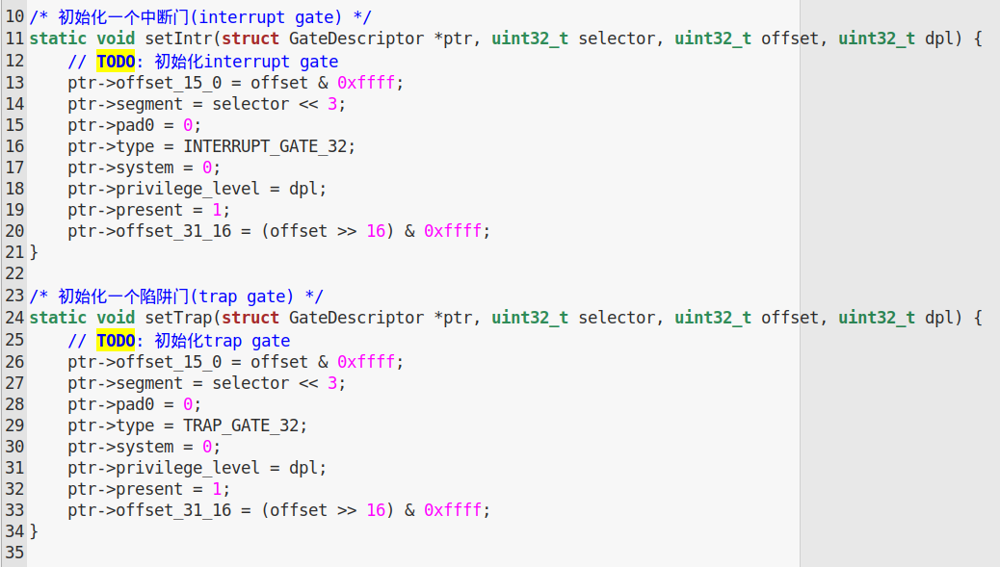 10 /* 初始化一个中断门(interrupt gate) */
11 static void setIntr(struct GateDescriptor *ptr, uint32_t selector, uint32_t offset, uint32_t dpl) {
12     // TODO: 初始化interrupt gate
13     ptr->offset_15_0 = offset & 0xffff;
14     ptr->segment = selector << 3;
15     ptr->pad0 = 0;
16     ptr->type = INTERRUPT_GATE_32;
17     ptr->system = 0;
18     ptr->privilege_level = dpl;
19     ptr->present = 1;
20     ptr->offset_31_16 = (offset >> 16) & 0xffff;
21 }
22
23 /* 初始化一个陷阱门(trap gate) */
24 static void setTrap(struct GateDescriptor *ptr, uint32_t selector, uint32_t offset, uint32_t dpl) {
25     // TODO: 初始化trap gate
26     ptr->offset_15_0 = offset & 0xffff;
27     ptr->segment = selector << 3;
28     ptr->pad0 = 0;
29     ptr->type = TRAP_GATE_32;
30     ptr->system = 0;
31     ptr->privilege_level = dpl;
32     ptr->present = 1;
33     ptr->offset_31_16 = (offset >> 16) & 0xffff;
34 }
35